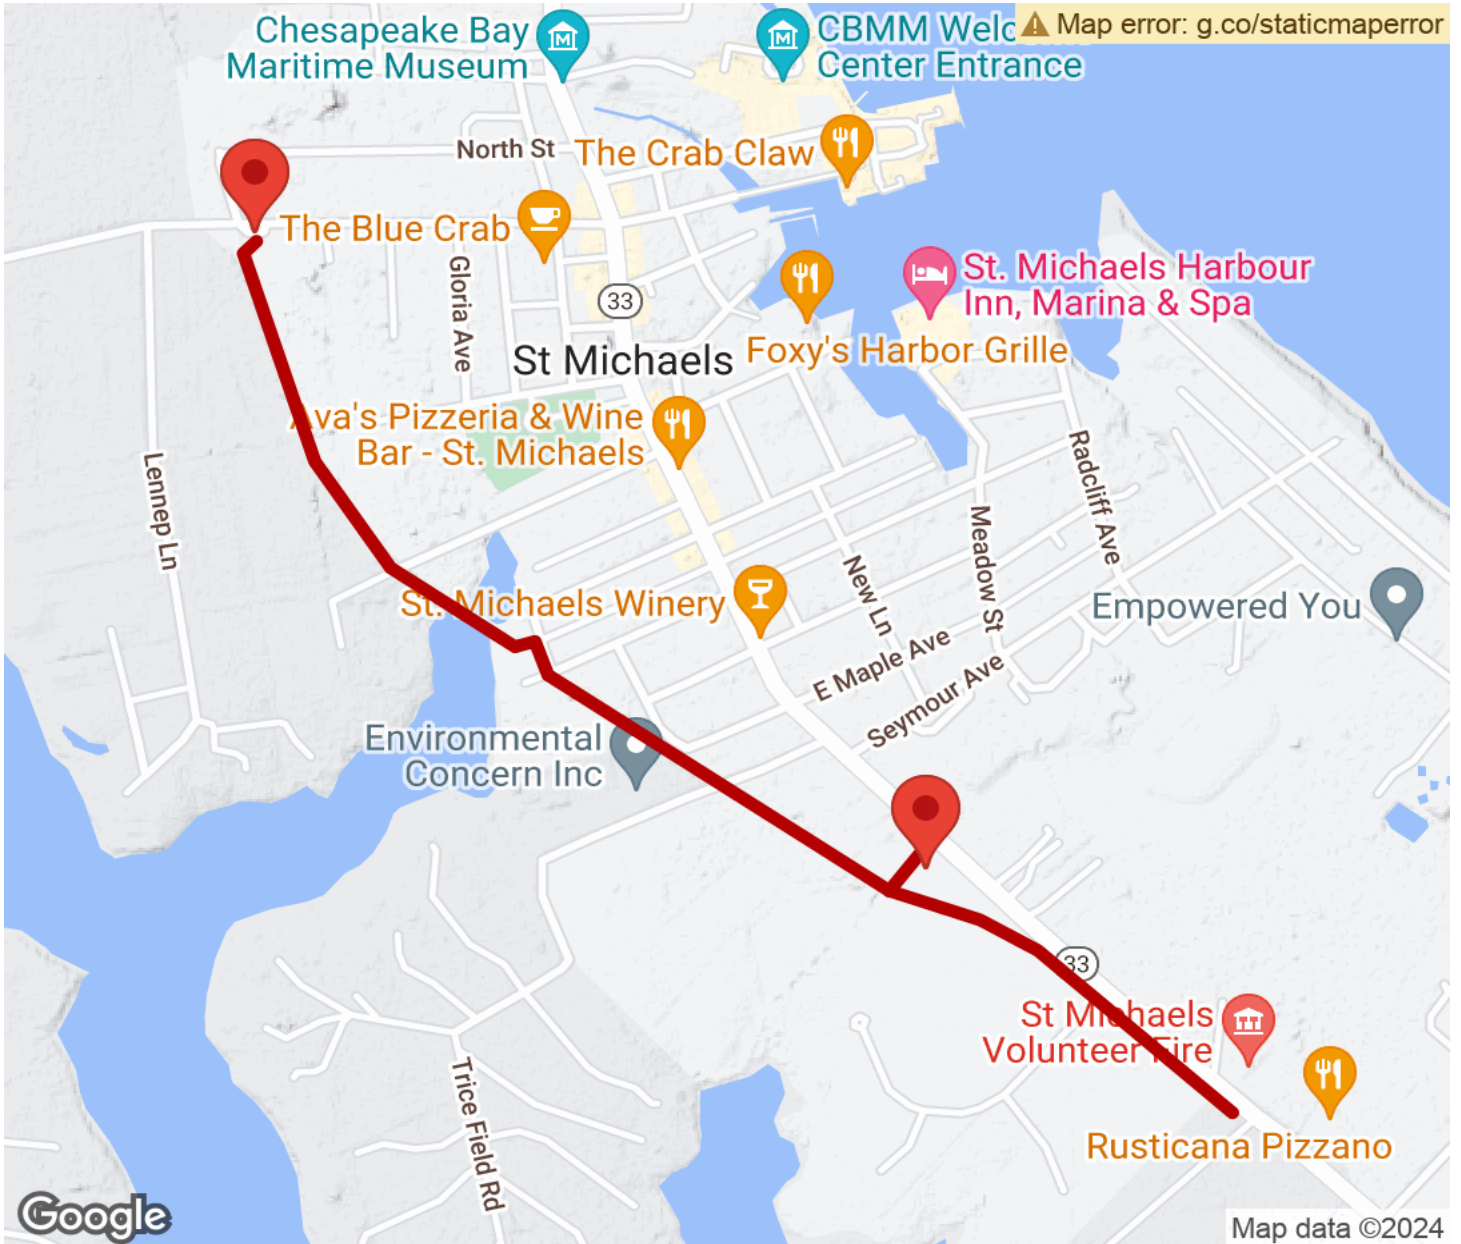 Chesapeake Bay
Maritime Museum
CBMM Welc
Center Entrance
Map error: g.co/staticmaperror
North St
The Crab Claw
The Blue Crab
Gloria Ave
33
St. Michaels Harbour
Inn, Marina & Spa
St Michaels
Foxy's Harbor Grille
Ava's Pizzeria & Wine
Bar - St. Michaels
Lennep Ln
Radcliff Ave
Meadow St
New Ln
St. Michaels Winery
Empowered You
E Maple Ave
Seymour Ave
Environmental
Concern Inc
33
St Michaels
Volunteer Fire
Trice Field Rd
Rusticana Pizzano
Google
Map data ©2024